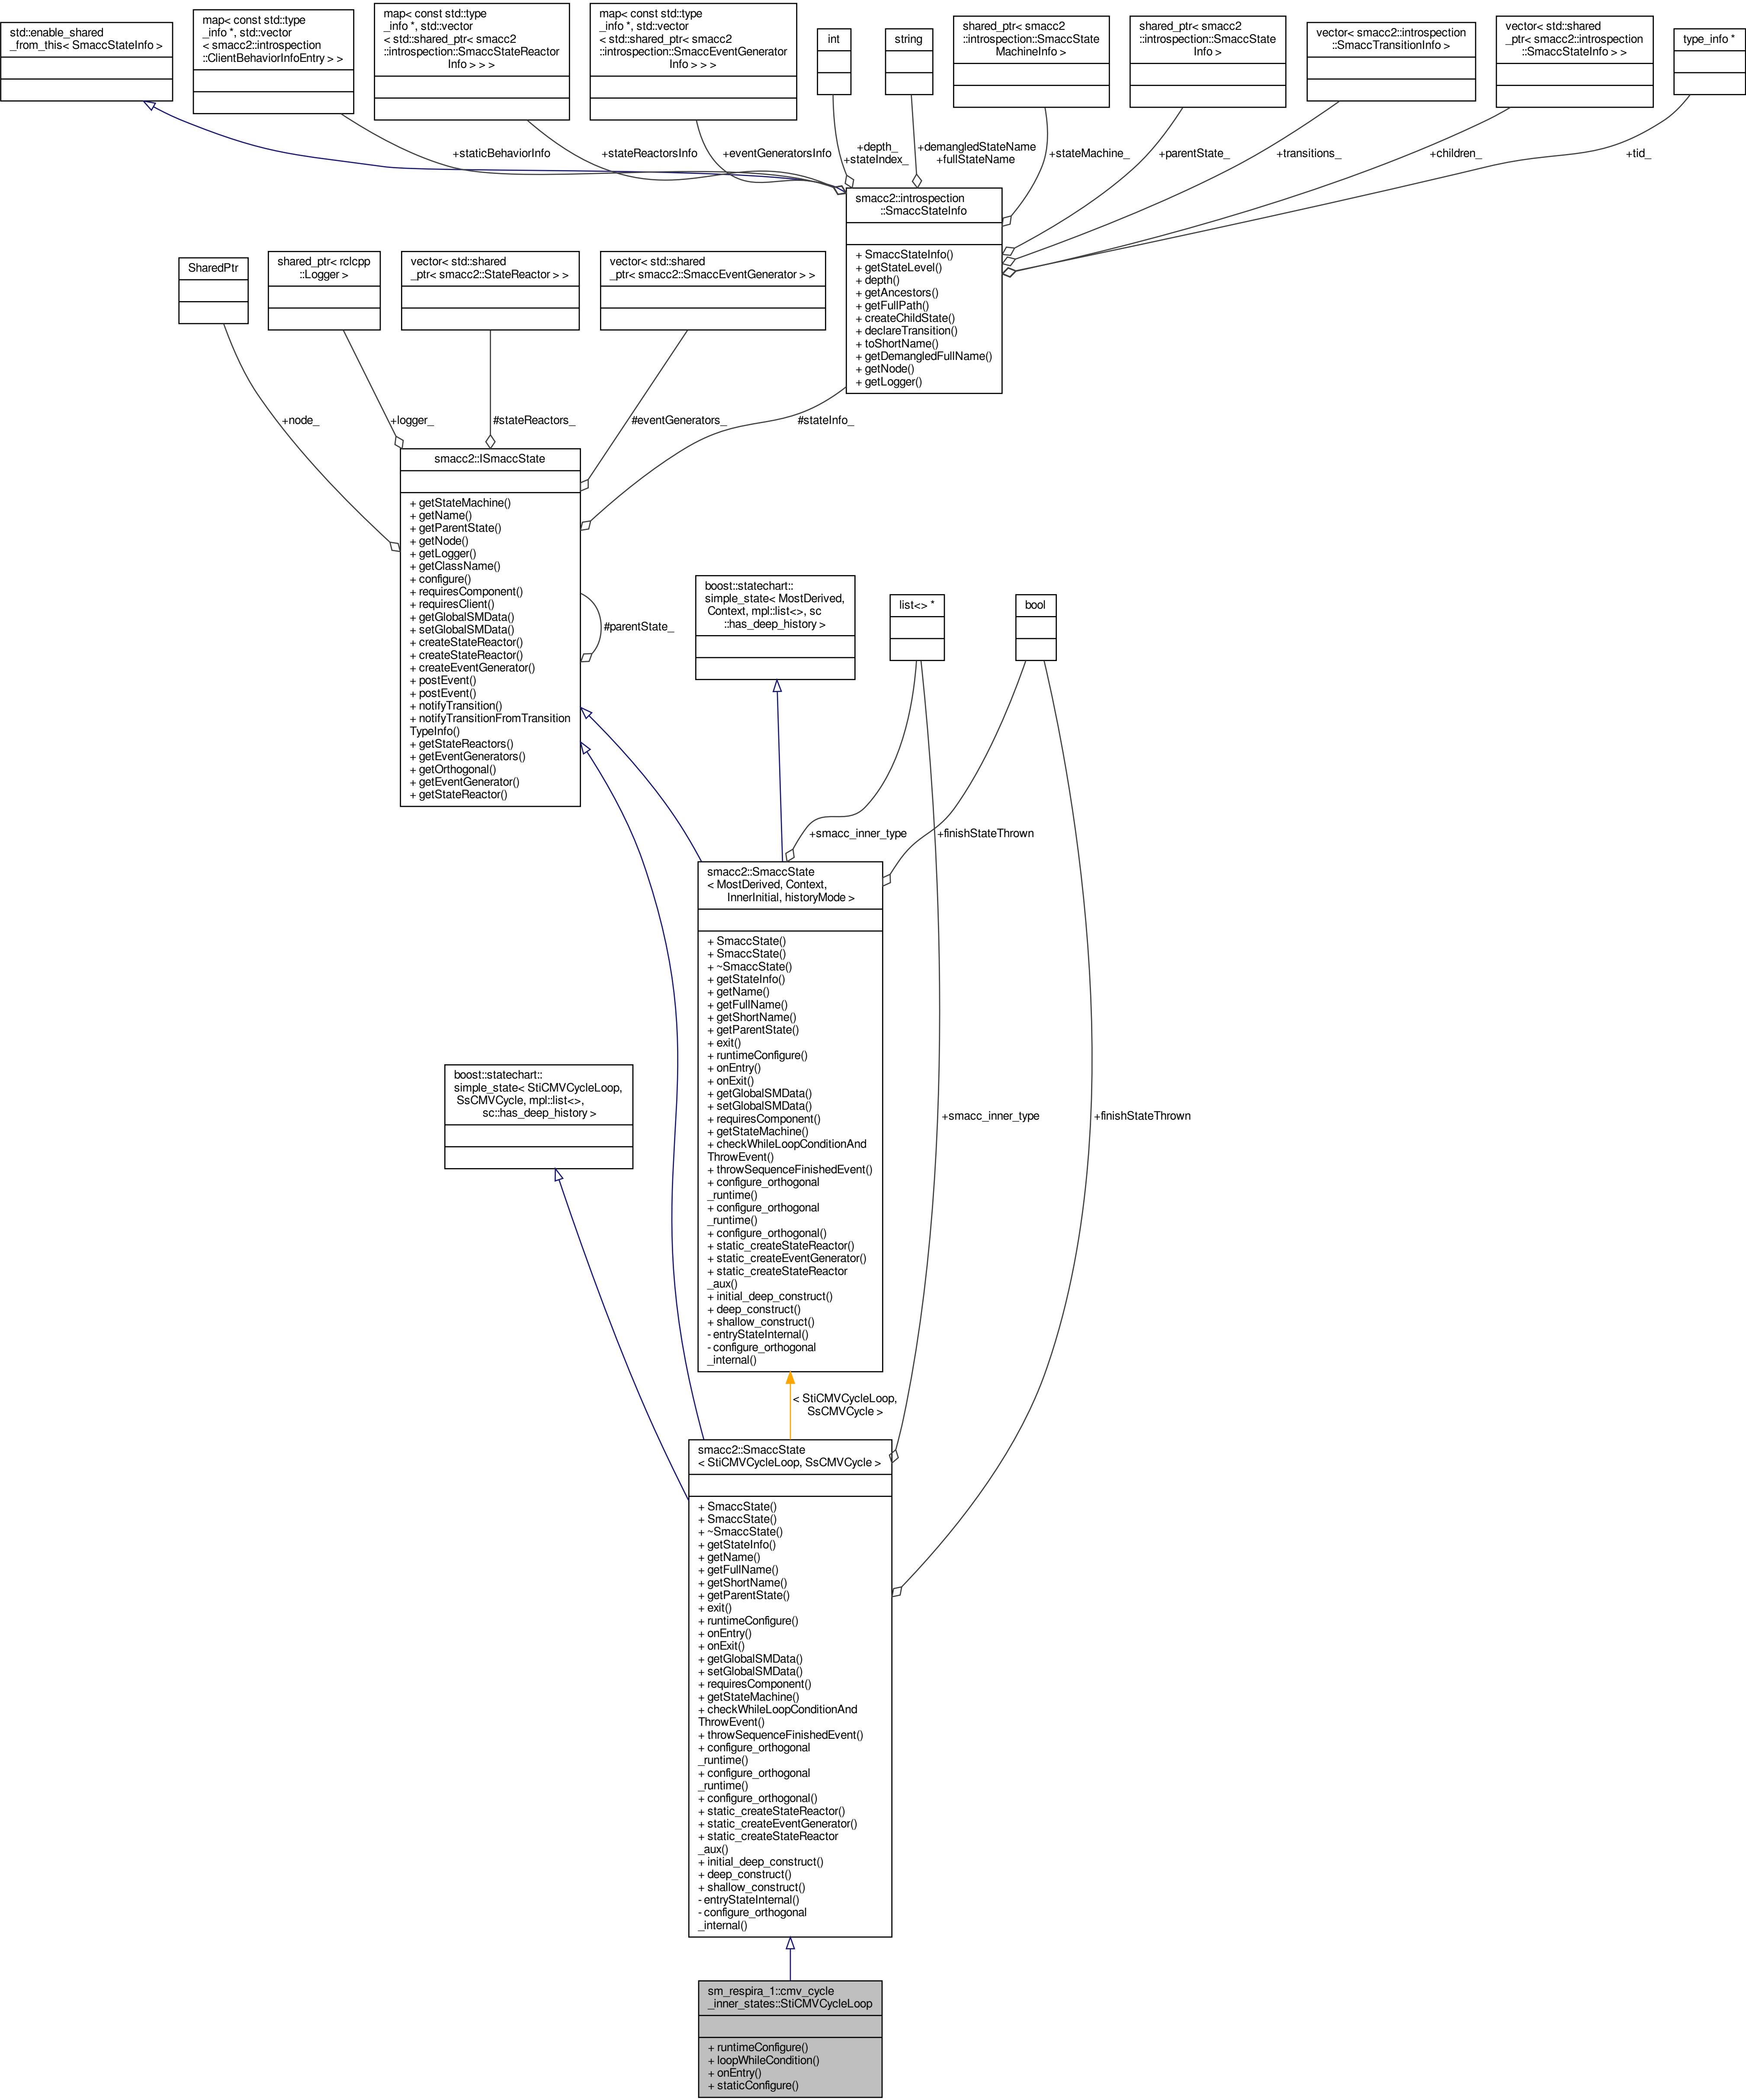 std::enable_shared
_from_this< SmaccStateInfo >
map< const std::type
_info *, std::vector
< smacc2::introspection
::ClientBehaviorInfoEntry > >
map< const std::type
_info *, std::vector
< std::shared_ptr< smacc2
::introspection::SmaccStateReactor
Info > > >
map< const std::type
_info *, std::vector
< std::shared_ptr< smacc2
::introspection::SmaccEventGenerator
Info > > >
int
string
shared_ptr< smacc2
::introspection::SmaccState
MachineInfo >
shared_ptr< smacc2
::introspection::SmaccState
Info >
vector< smacc2::introspection
::SmaccTransitionInfo >
vector< std::shared
_ptr< smacc2::introspection
::SmaccStateInfo > >
type_info *
+staticBehaviorInfo
+stateReactorsInfo
+eventGeneratorsInfo
+depth_
+stateIndex_
+demangledStateName
+fullStateName
+stateMachine_
+parentState_
+transitions_
+children_
+tid_
smacc2::introspection
::SmaccStateInfo
+ SmaccStateInfo()
+ getStateLevel()
+ depth()
+ getAncestors()
+ getFullPath()
+ createChildState()
+ declareTransition()
+ toShortName()
+ getDemangledFullName()
+ getNode()
+ getLogger()
SharedPtr
shared_ptr< rclcpp
::Logger >
vector< std::shared
_ptr< smacc2::StateReactor > >
vector< std::shared
_ptr< smacc2::SmaccEventGenerator > >
+node_
+logger_
#stateReactors_
#eventGenerators_
#stateInfo_
smacc2::ISmaccState
+ getStateMachine()
+ getName()
+ getParentState()
+ getNode()
+ getLogger()
+ getClassName()
+ configure()
+ requiresComponent()
+ requiresClient()
+ getGlobalSMData()
+ setGlobalSMData()
+ createStateReactor()
+ createStateReactor()
+ createEventGenerator()
+ postEvent()
+ postEvent()
+ notifyTransition()
+ notifyTransitionFromTransition
TypeInfo()
+ getStateReactors()
+ getEventGenerators()
+ getOrthogonal()
+ getEventGenerator()
+ getStateReactor()
#parentState_
boost::statechart::
simple_state< MostDerived,
Context, mpl::list<>, sc
::has_deep_history >
list<> *
bool
+smacc_inner_type
+finishStateThrown
smacc2::SmaccState
< MostDerived, Context,
InnerInitial, historyMode >
+ SmaccState()
+ SmaccState()
+ ~SmaccState()
+ getStateInfo()
+ getName()
+ getFullName()
+ getShortName()
+ getParentState()
+ exit()
+ runtimeConfigure()
+ onEntry()
+ onExit()
+ getGlobalSMData()
+ setGlobalSMData()
+ requiresComponent()
+ getStateMachine()
+ checkWhileLoopConditionAnd
ThrowEvent()
+ throwSequenceFinishedEvent()
+ configure_orthogonal
_runtime()
+ configure_orthogonal
_runtime()
+ configure_orthogonal()
+ static_createStateReactor()
+ static_createEventGenerator()
+ static_createStateReactor
_aux()
+ initial_deep_construct()
+ deep_construct()
+ shallow_construct()
- entryStateInternal()
- configure_orthogonal
_internal()
boost::statechart::
simple_state< StiCMVCycleLoop,
SsCMVCycle, mpl::list<>,
sc::has_deep_history >
+smacc_inner_type
+finishStateThrown
< StiCMVCycleLoop,
SsCMVCycle >
smacc2::SmaccState
< StiCMVCycleLoop, SsCMVCycle >
+ SmaccState()
+ SmaccState()
+ ~SmaccState()
+ getStateInfo()
+ getName()
+ getFullName()
+ getShortName()
+ getParentState()
+ exit()
+ runtimeConfigure()
+ onEntry()
+ onExit()
+ getGlobalSMData()
+ setGlobalSMData()
+ requiresComponent()
+ getStateMachine()
+ checkWhileLoopConditionAnd
ThrowEvent()
+ throwSequenceFinishedEvent()
+ configure_orthogonal
_runtime()
+ configure_orthogonal
_runtime()
+ configure_orthogonal()
+ static_createStateReactor()
+ static_createEventGenerator()
+ static_createStateReactor
_aux()
+ initial_deep_construct()
+ deep_construct()
+ shallow_construct()
- entryStateInternal()
- configure_orthogonal
_internal()
sm_respira_1::cmv_cycle
_inner_states::StiCMVCycleLoop
+ runtimeConfigure()
+ loopWhileCondition()
+ onEntry()
+ staticConfigure()